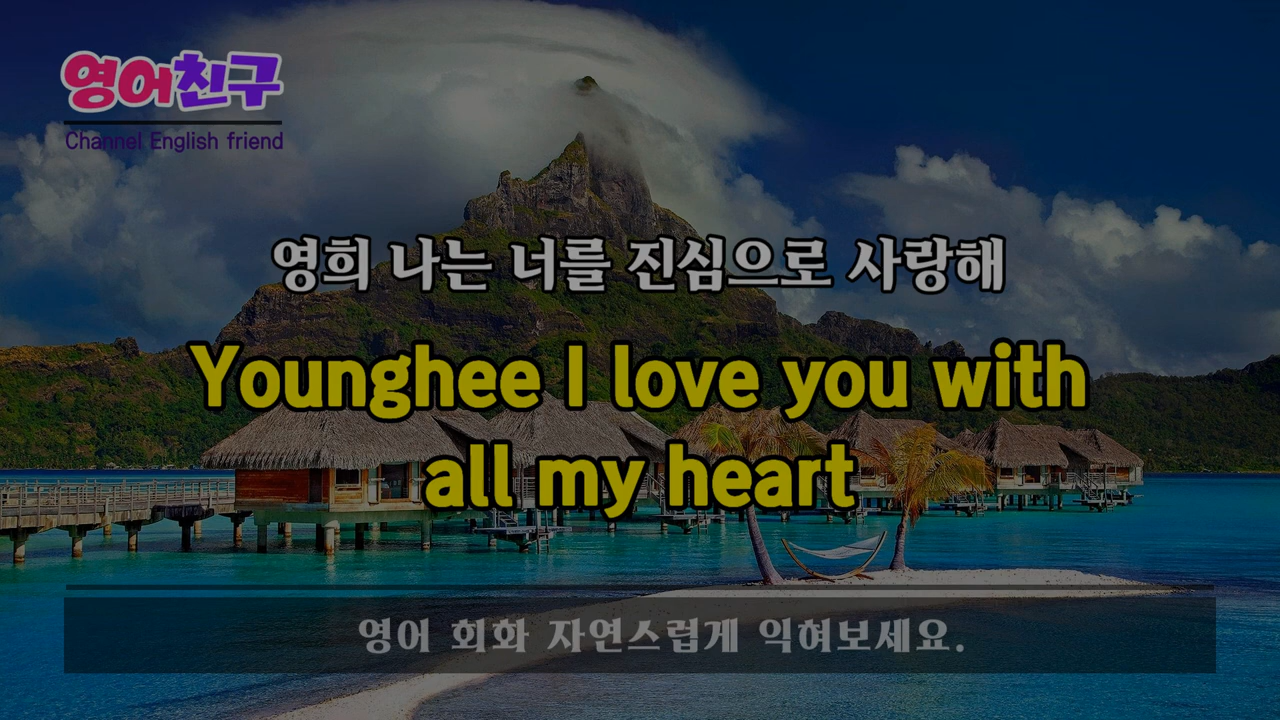 영어친구
Channel English friend
영희 나는 너를 진심으로 사랑해
Younghee I love you with
all my heart
영어 회화 자연스럽게 익혀보세요.